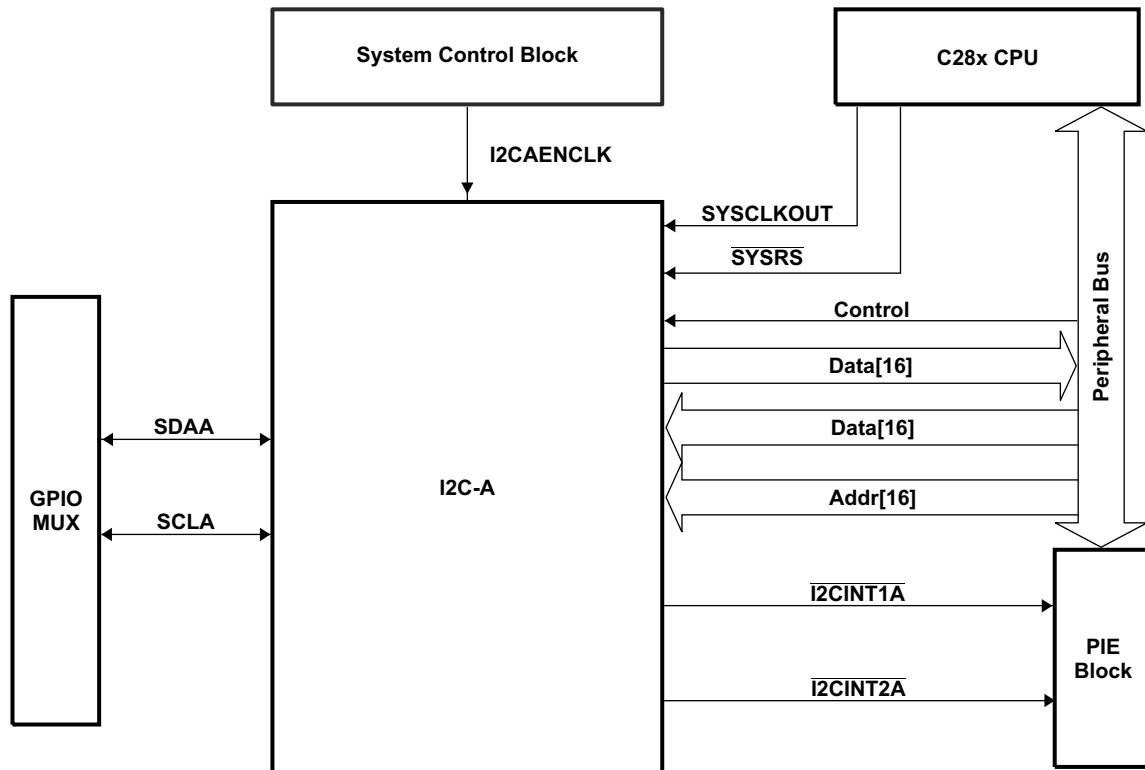 System Control Block
C28x CPU
I2CAENCLK
SYSCLKOUT
SYSRS
Control
Data[16]
Data[16]
Addr[16]
Peripheral Bus
SDAA
SCLA
GPIO
MUX
I2C-A
I2CINT1A
I2CINT2A
PIE
Block